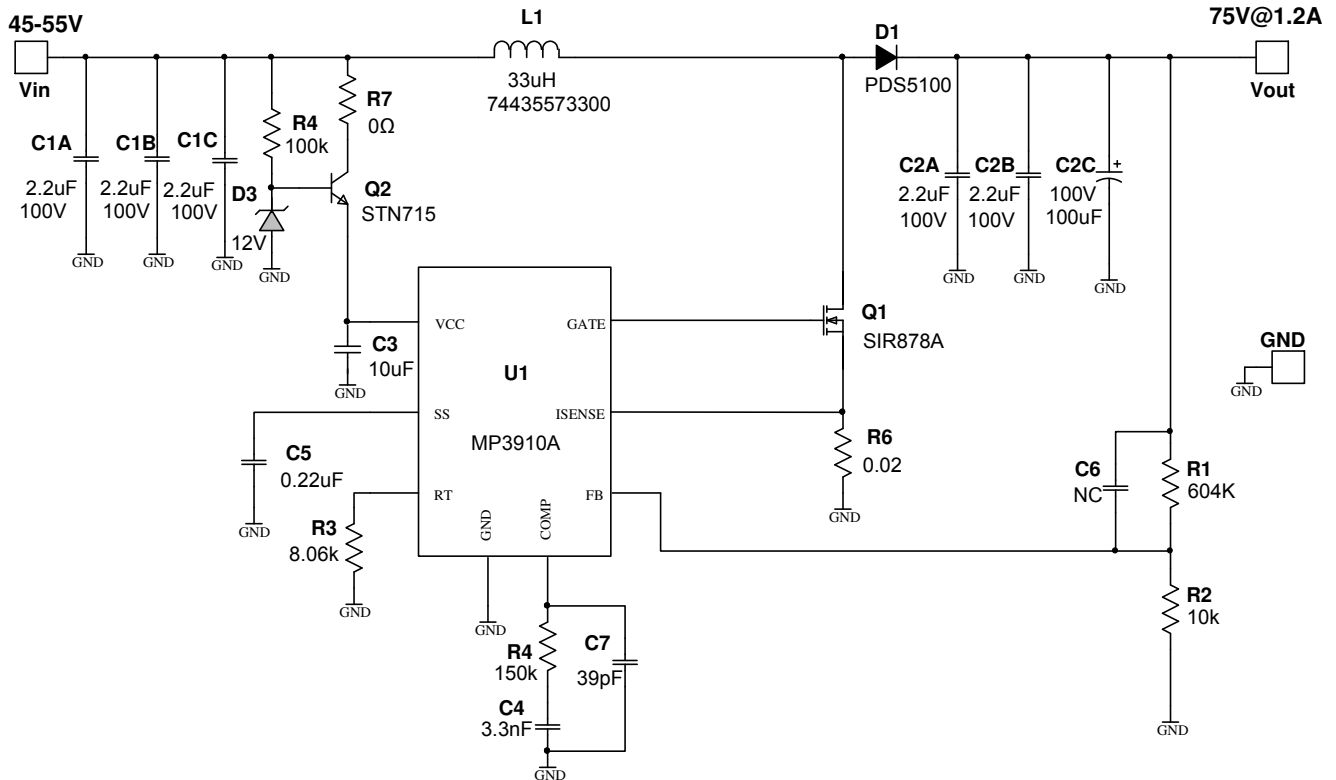 45-55V
Vin
L1
33uH
74435573300
D1
PDS5100
75V@1.2A
Vout
C1A
2.2uF
100V
GND
C1B
2.2uF
100V
GND
C1C
2.2uF
100V
GND
R4
100k
D3
12V
GND
R7
0Ω
Q2
STN715
C2A
2.2uF
100V
GND
C2B
2.2uF
100V
GND
C2C
+
100V
100uF
GND
C3
10uF
GND
U1
MP3910A
VCC
GATE
SS
ISENSE
RT
FB
GND
COMP
Q1
SIR878A
GND
GND
C5
0.22uF
GND
R3
8.06k
GND
R6
0.02
GND
C6
NC
R1
604K
R2
10k
GND
GND
R4
150k
C7
39pF
C4
3.3nF
GND